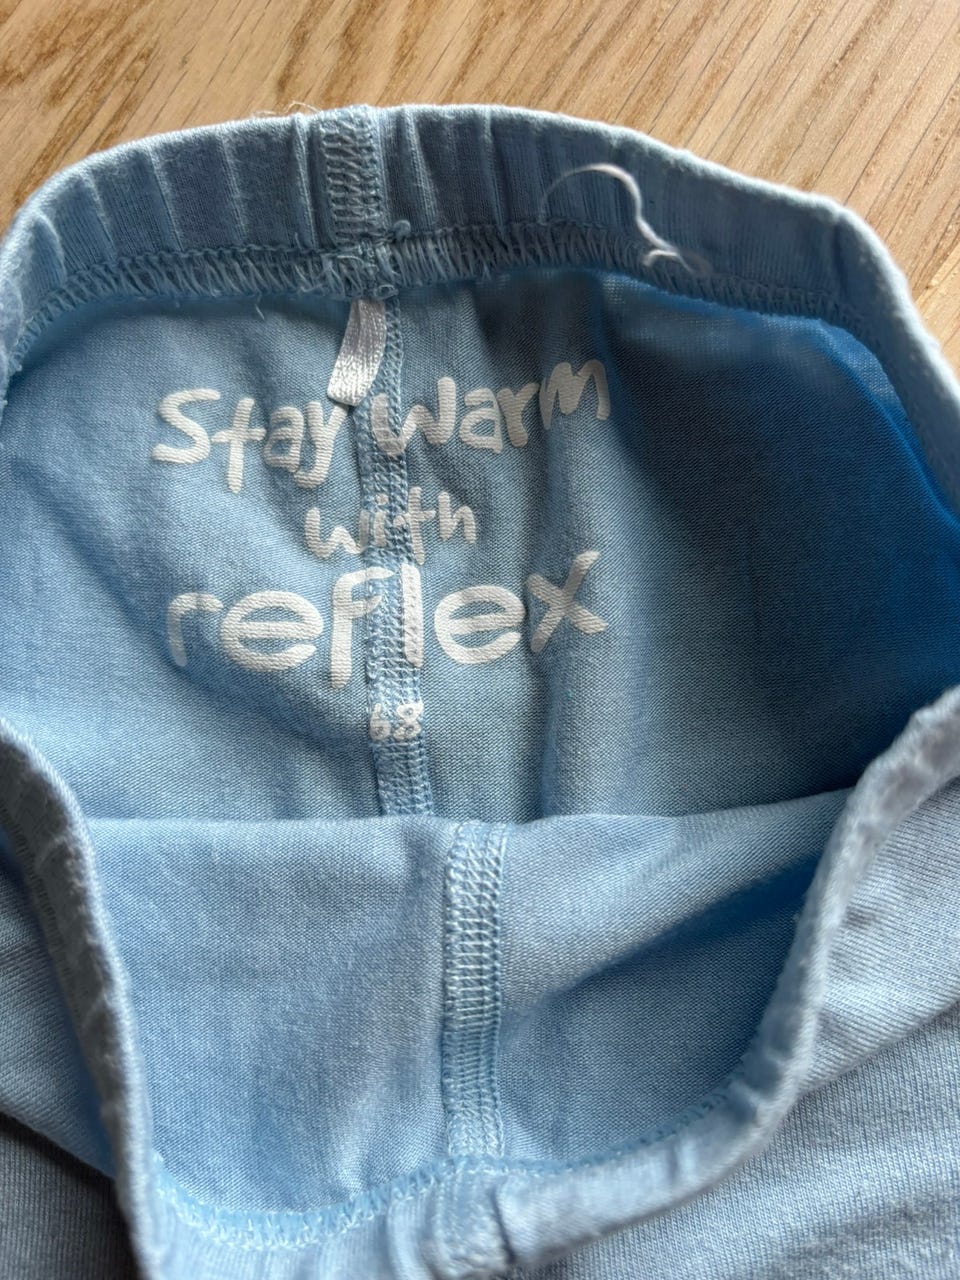 Stay warm
with
reflex
68